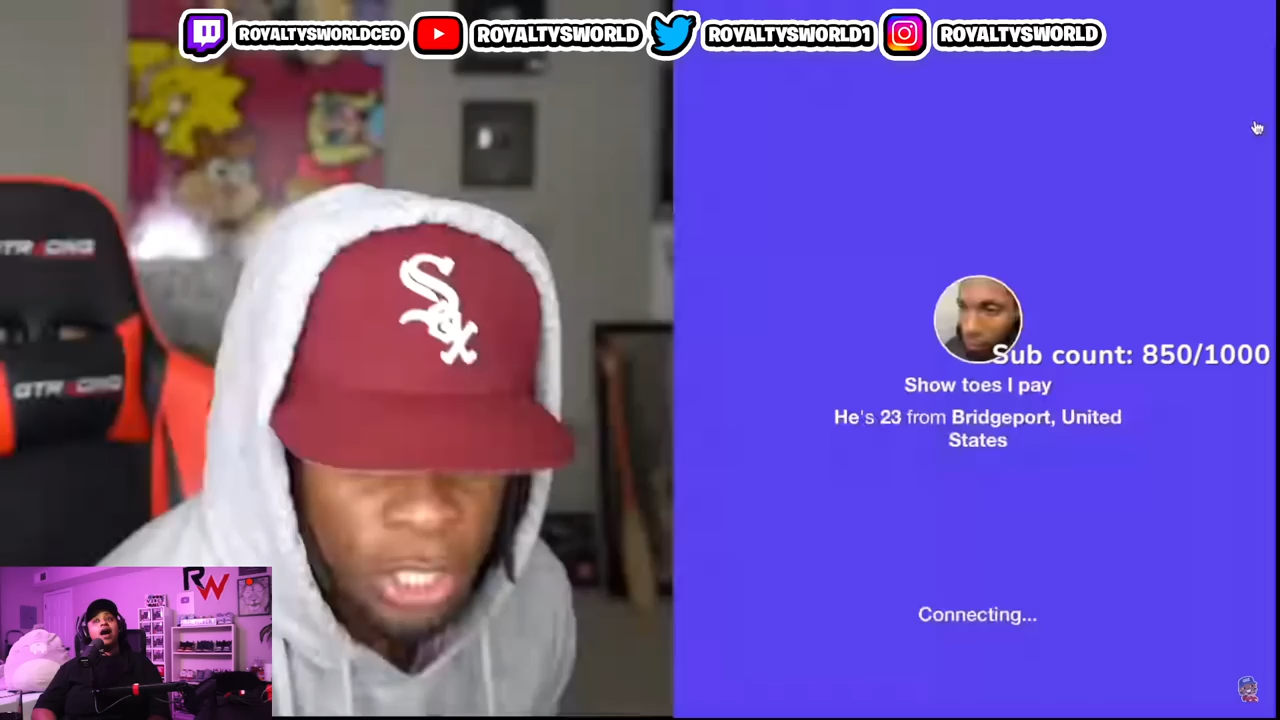 ROYALTYSWORLDCEO ROYALTYSWORLD ROYALTYSWORLD1 ROYALTYSWORLD
GTRACING
Sox
GTRACING
Sub count: 850/1000
Show toes I pay
He's 23 from Bridgeport, United
States
RW
Connecting...